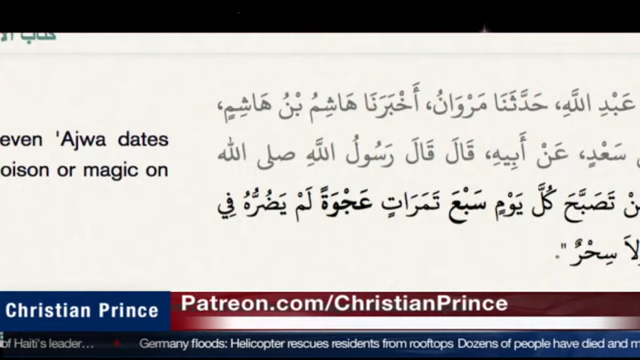 كتاب
عَبْدِ اللَّهِ، حَدَّثَنَا مَرْوَانُ، أَخْبَرَنَا هَاشِمُ بْنُ هَاشِمٍ،
even 'Ajwa dates
سَعْدٍ، عَنْ أَبِيهِ، قَالَ قَالَ رَسُولُ اللَّهِ صلى الله
oison or magic on
تَصَبَّحَ كُلَّ يَوْمٍ سَبْعَ تَمَرَاتٍ عَجْوَةً لَمْ يَضُرُّهُ فِي
سِحْرٌ ‏"‏‏.‏
Christian Prince
Patreon.com/ChristianPrince
of Haiti's leader... Germany floods: Helicopter rescues residents from rooftops Dozens of people have died and m